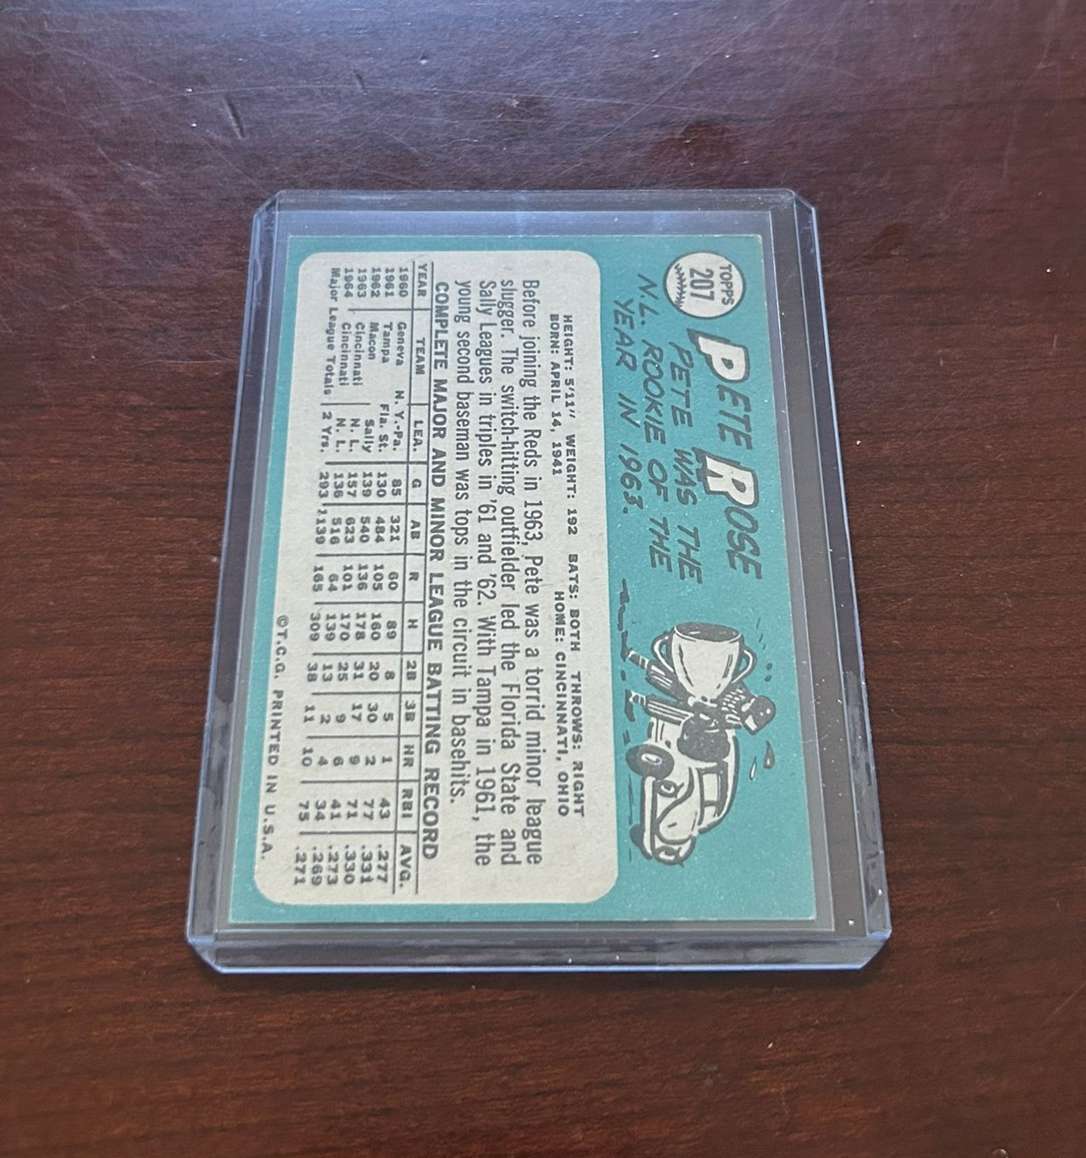 TOPPS
207
PETE ROSE
PETE WAS THE
N.L. ROOKIE OF THE
YEAR IN 1963.
HEIGHT: 5'11" WEIGHT: 192 BATS: BOTH THROWS: RIGHT
BORN: APRIL 14, 1941 HOME: CINCINNATI, OHIO
Before joining the Reds in 1963, Pete was a torrid minor league
slugger. The switch-hitting outfielder led the Florida State and
Sally Leagues in triples in '61 and '62. With Tampa in 1961, the
young second baseman was tops in the circuit in basehits.
COMPLETE MAJOR AND MINOR LEAGUE BATTING RECORD
YEAR TEAM LEA. G AB R H 2B 3B HR RBI AVG.
1960 Geneva N. Y.-Pa. 85 321 60 89 8 5 1 43 .277
1961 Tampa Fla. St. 130 484 105 160 20 30 2 77 .331
1962 Macon Sally 139 540 136 178 31 17 9 71 .330
1963 Cincinnati N. L. 157 623 101 170 25 9 6 41 .273
1964 Cincinnati N. L. 136 516 64 139 13 2 4 34 .269
Major League Totals 2 Yrs. 293 1139 165 309 38 11 10 75 .271
©T.C.G. PRINTED IN U.S.A.